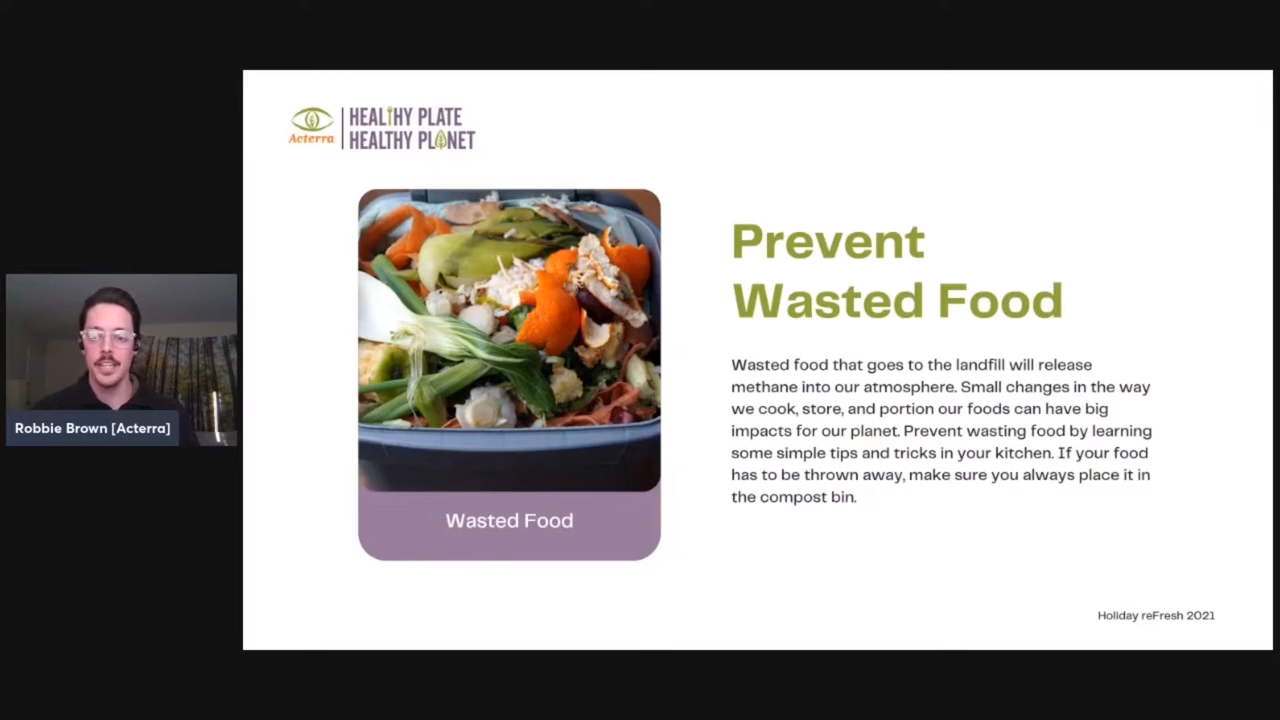 Acterra
HEALTHY PLATE
HEALTHY PLANET
Prevent
Wasted Food
Wasted food that goes to the landfill will release
methane into our atmosphere. Small changes in the way
we cook, store, and portion our foods can have big
impacts for our planet. Prevent wasting food by learning
some simple tips and tricks in your kitchen. If your food
has to be thrown away, make sure you always place it in
the compost bin.
Wasted Food
Robbie Brown [Acterra]
Holiday reFresh 2021